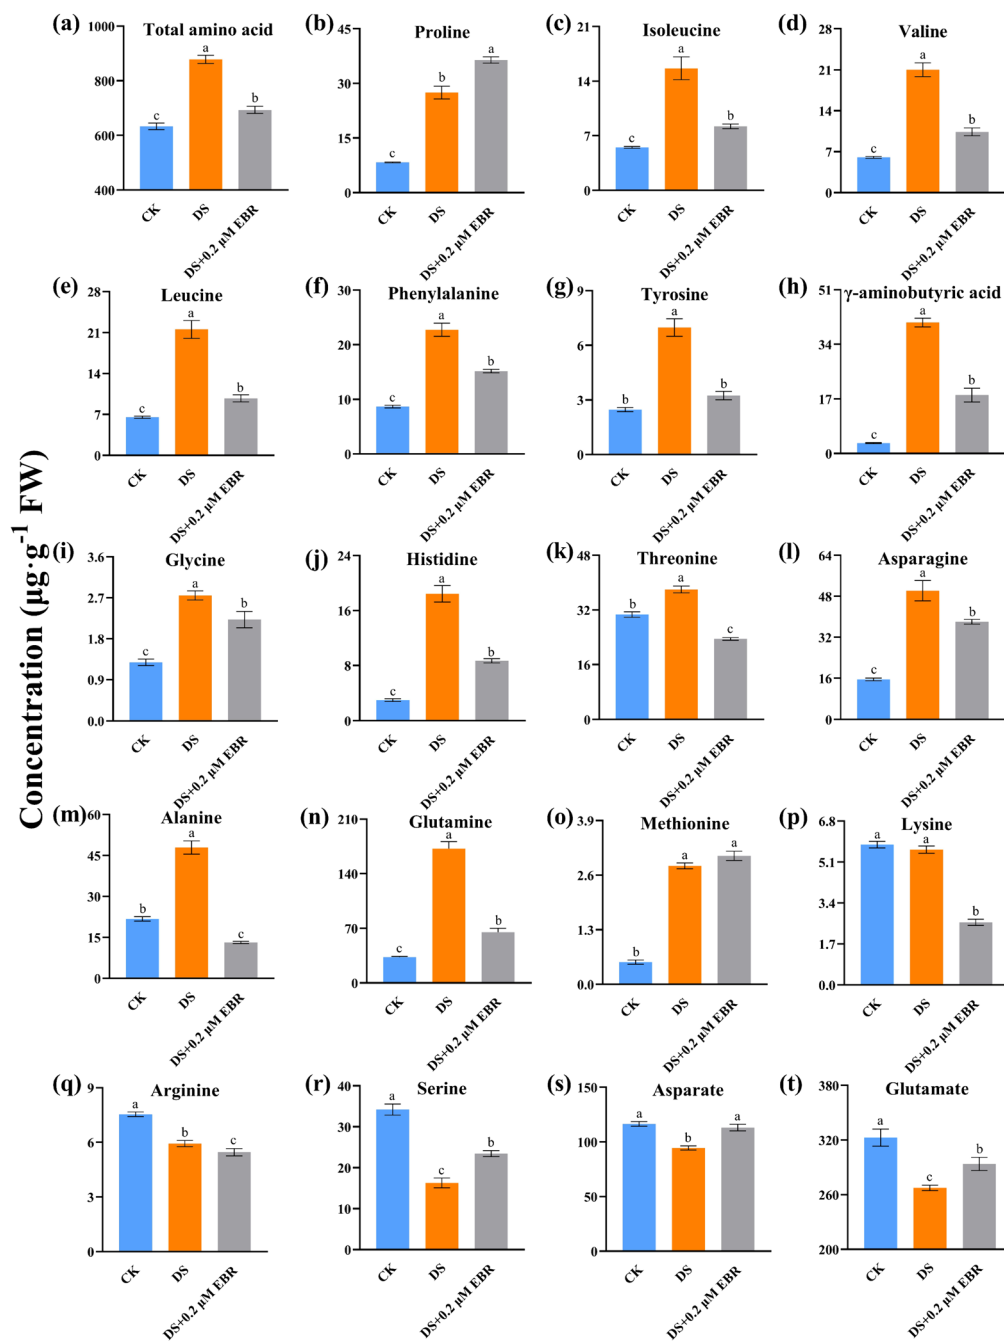 Concentration (µg·g⁻¹ FW)
(a) Total amino acid
1000
800
600
400
c
a
b
CK
DS
DS+0.2 µM EBR
(b) Proline
45
30
15
0
c
b
a
CK
DS
DS+0.2 µM EBR
(c) Isoleucine
21
14
7
0
c
a
b
CK
DS
DS+0.2 µM EBR
(d) Valine
28
21
14
7
0
c
a
b
CK
DS
DS+0.2 µM EBR
(e) Leucine
28
21
14
7
0
c
a
b
CK
DS
DS+0.2 µM EBR
(f) Phenylalanine
30
20
10
0
c
a
b
CK
DS
DS+0.2 µM EBR
(g) Tyrosine
9
6
3
0
b
a
b
CK
DS
DS+0.2 µM EBR
(h) γ-aminobutyric acid
51
34
17
0
c
a
b
CK
DS
DS+0.2 µM EBR
(i) Glycine
3.6
2.7
1.8
0.9
0.0
c
a
b
CK
DS
DS+0.2 µM EBR
(j) Histidine
24
16
8
0
c
a
b
CK
DS
DS+0.2 µM EBR
(k) Threonine
48
32
16
0
b
a
c
CK
DS
DS+0.2 µM EBR
(l) Asparagine
64
48
32
16
0
c
a
b
CK
DS
DS+0.2 µM EBR
(m) Alanine
60
45
30
15
0
b
a
c
CK
DS
DS+0.2 µM EBR
(n) Glutamine
210
140
70
0
c
a
b
CK
DS
DS+0.2 µM EBR
(o) Methionine
3.9
2.6
1.3
0.0
b
a
a
CK
DS
DS+0.2 µM EBR
(p) Lysine
6.8
5.1
3.4
1.7
0.0
a
a
b
CK
DS
DS+0.2 µM EBR
(q) Arginine
9
6
3
0
a
b
c
CK
DS
DS+0.2 µM EBR
(r) Serine
40
30
20
10
0
a
c
b
CK
DS
DS+0.2 µM EBR
(s) Asparate
150
100
50
0
a
b
a
CK
DS
DS+0.2 µM EBR
(t) Glutamate
380
320
260
200
a
c
b
CK
DS
DS+0.2 µM EBR